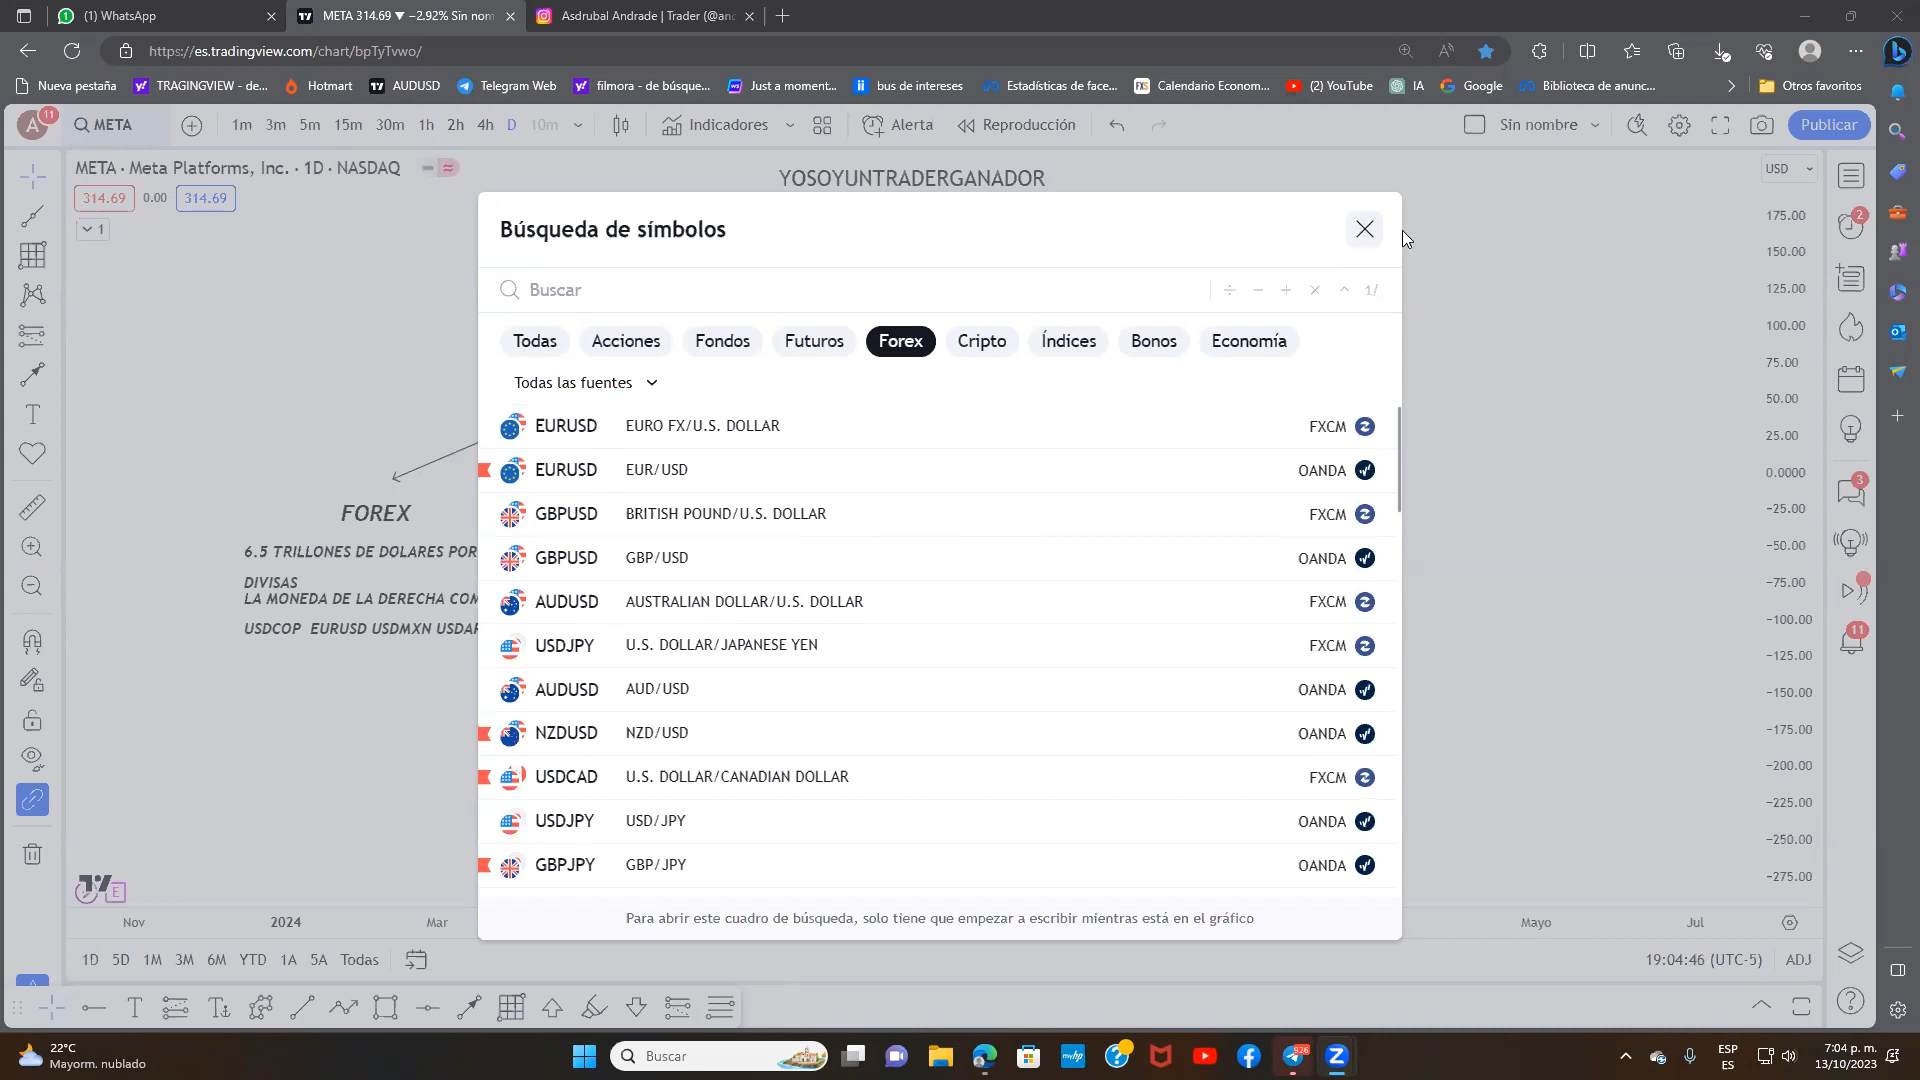 (1) WhatsApp
META 314.69 ▼ −2.92% Sin nom
Asdrubal Andrade | Trader (@and
https://es.tradingview.com/chart/bpTyTvwo/
Nueva pestaña
TRAGINGVIEW - de...
Hotmart
AUDUSD
Telegram Web
filmora - de búsque...
Just a moment...
bus de intereses
Estadísticas de face...
Calendario Econom...
(2) YouTube
IA
Google
Biblioteca de anunc...
Otros favoritos
A 11
META
1m 3m 5m 15m 30m 1h 2h 4h D 10m
Indicadores
Alerta
Reproducción
Sin nombre
Publicar
META · Meta Platforms, Inc. · 1D · NASDAQ
314.69 0.00 314.69
1
YOSOYUNTRADERGANADOR
USD
Búsqueda de símbolos
Buscar
1/
Todas Acciones Fondos Futuros Forex Cripto Índices Bonos Economía
Todas las fuentes
EURUSD EURO FX/U.S. DOLLAR FXCM
EURUSD EUR/USD OANDA
GBPUSD BRITISH POUND/U.S. DOLLAR FXCM
GBPUSD GBP/USD OANDA
AUDUSD AUSTRALIAN DOLLAR/U.S. DOLLAR FXCM
USDJPY U.S. DOLLAR/JAPANESE YEN FXCM
AUDUSD AUD/USD OANDA
NZDUSD NZD/USD OANDA
USDCAD U.S. DOLLAR/CANADIAN DOLLAR FXCM
USDJPY USD/JPY OANDA
GBPJPY GBP/JPY OANDA
Para abrir este cuadro de búsqueda, solo tiene que empezar a escribir mientras está en el gráfico
FOREX
6.5 TRILLONES DE DOLARES POR
DIVISAS
LA MONEDA DE LA DERECHA COM
USDCOP EURUSD USDMXN USDAR
175.00
150.00
125.00
100.00
75.00
50.00
25.00
0.0000
−25.00
−50.00
−75.00
−100.00
−125.00
−150.00
−175.00
−200.00
−225.00
−250.00
−275.00
2
3
11
E
Nov 2024 Mar Mayo Jul
1D 5D 1M 3M 6M YTD 1A 5A Todas
19:04:46 (UTC-5) ADJ
22°C
Mayorm. nublado
Buscar
926
ESP
ES
7:04 p. m.
13/10/2023